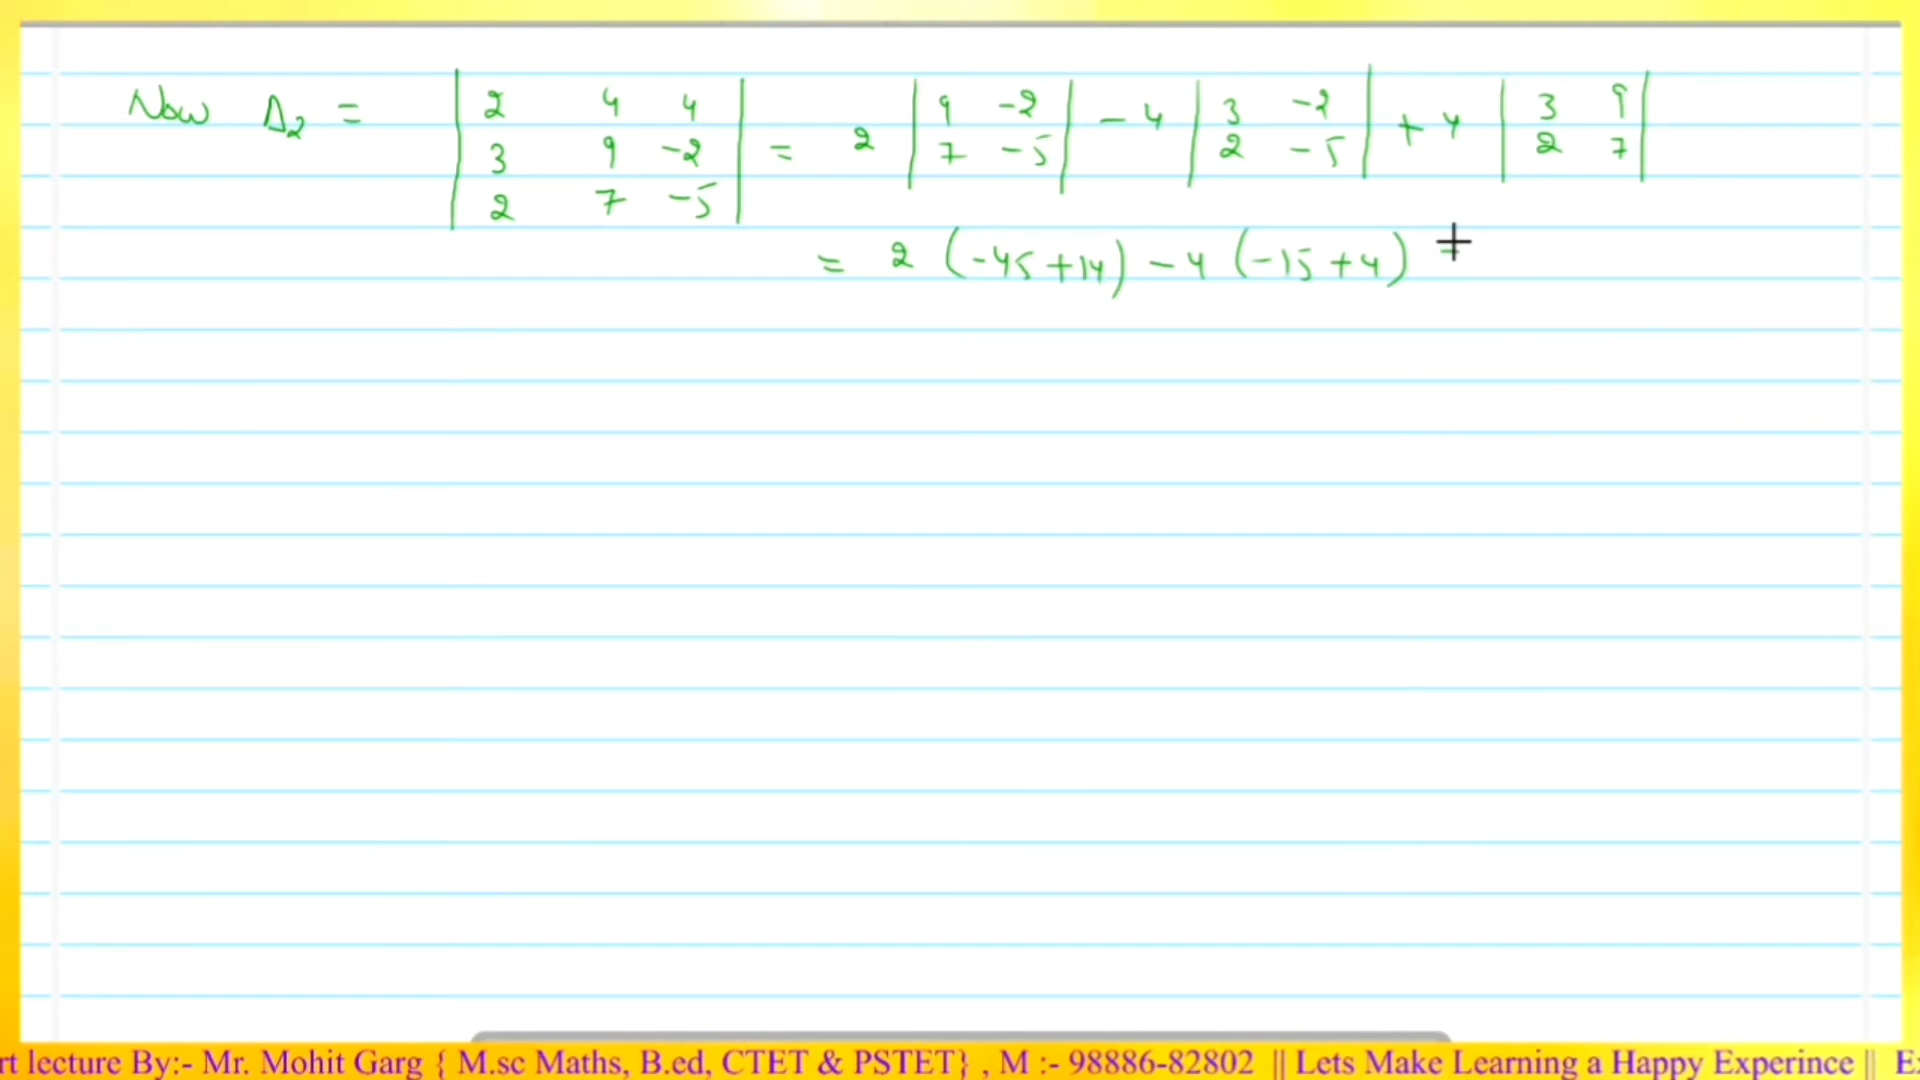 Now Δ₂ = | 2 4 4 | = 2 | 9 -2 | - 4 | 3 -2 | + 4 | 3 9 |
| 3 9 -2 | | 7 -5 | | 2 -5 | | 2 7 |
| 2 7 -5 |
= 2 (-45+14) - 4 (-15+4) +
rt lecture By:- Mr. Mohit Garg { M.sc Maths, B.ed, CTET & PSTET} , M :- 98886-82802 || Lets Make Learning a Happy Experince || E